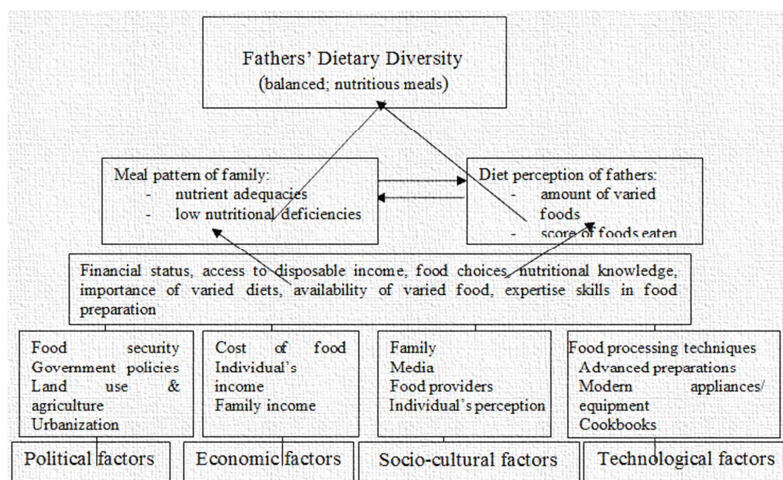 Fathers' Dietary Diversity
(balanced; nutritious meals)
Meal pattern of family:
- nutrient adequacies
- low nutritional deficiencies
Diet perception of fathers:
- amount of varied
foods
- score of foods eaten
Financial status, access to disposable income, food choices, nutritional knowledge,
importance of varied diets, availability of varied food, expertise skills in food
preparation
Food security
Government policies
Land use &
agriculture
Urbanization
Cost of food
Individual's
income
Family income
Family
Media
Food providers
Individual's perception
Food processing techniques
Advanced preparations
Modern appliances/
equipment
Cookbooks
Political factors
Economic factors
Socio-cultural factors
Technological factors